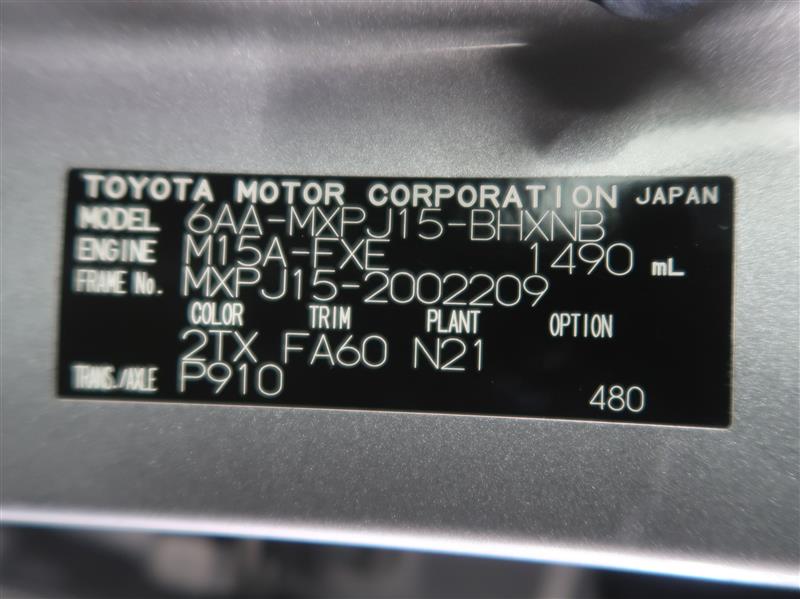 TOYOTA MOTOR CORPORATION JAPAN
MODEL 6AA-MXPJ15-BHXNB
ENGINE M15A-FXE 1490 mL
FRAME No. MXPJ15-2002209
COLOR TRIM PLANT OPTION
2TX FA60 N21
TRANS./AXLE P910
480